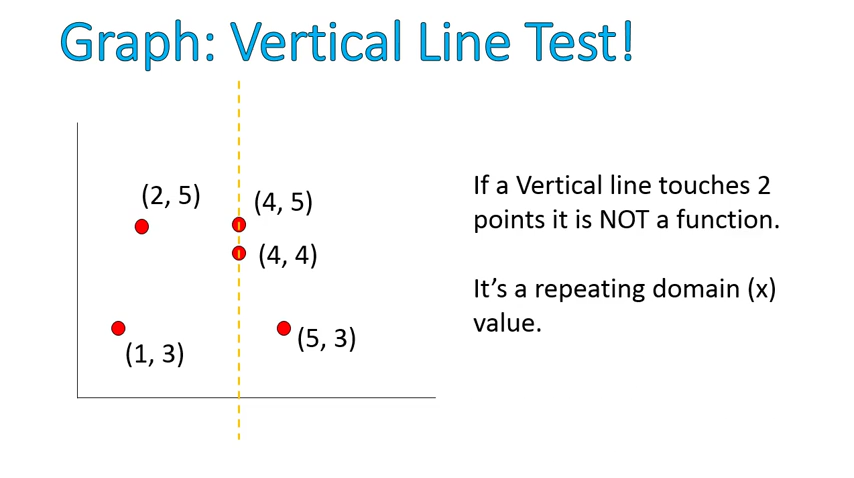 Graph: Vertical Line Test!
(2, 5)
(4, 5)
(4, 4)
(1, 3)
(5, 3)
If a Vertical line touches 2
points it is NOT a function.
It’s a repeating domain (x)
value.